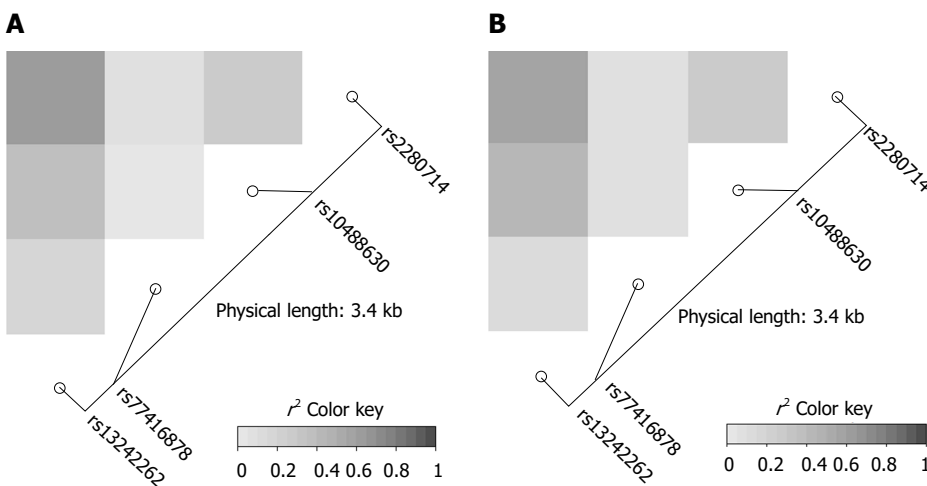 A
rs2280714
rs10488630
Physical length: 3.4 kb
rs77416878
rs13242262
r² Color key
0 0.2 0.4 0.6 0.8 1
B
rs2280714
rs10488630
Physical length: 3.4 kb
rs77416878
rs13242262
r² Color key
0 0.2 0.4 0.6 0.8 1